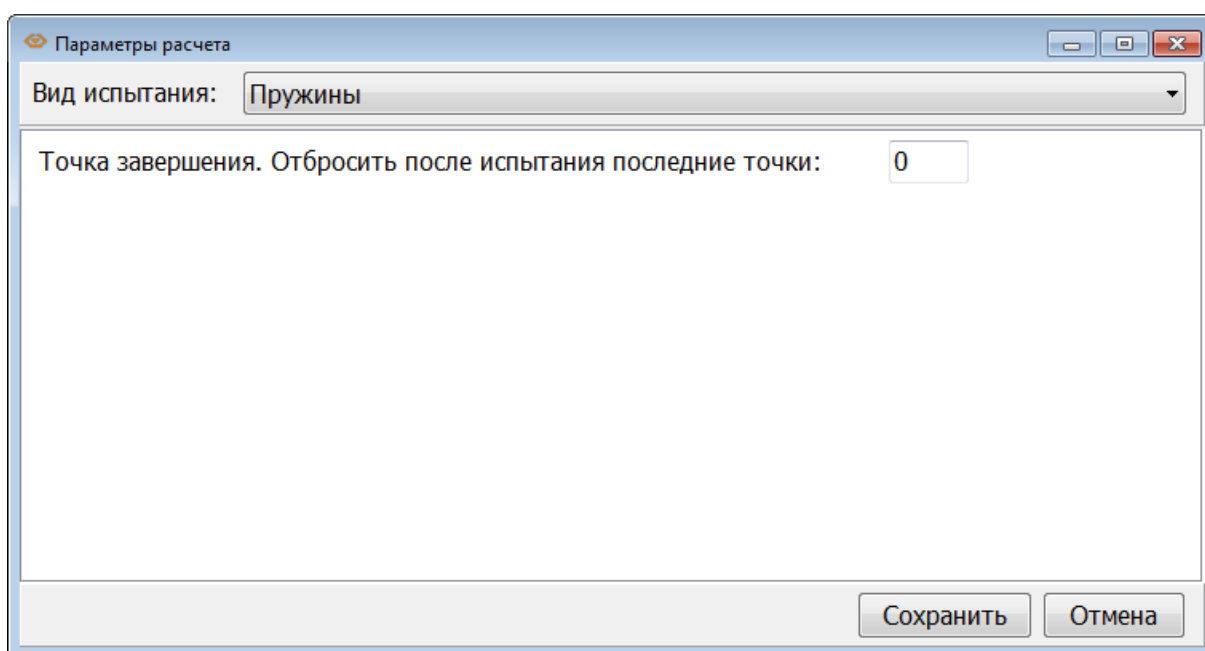 Параметры расчета
Вид испытания: Пружины
Точка завершения. Отбросить после испытания последние точки: 0
Сохранить Отмена